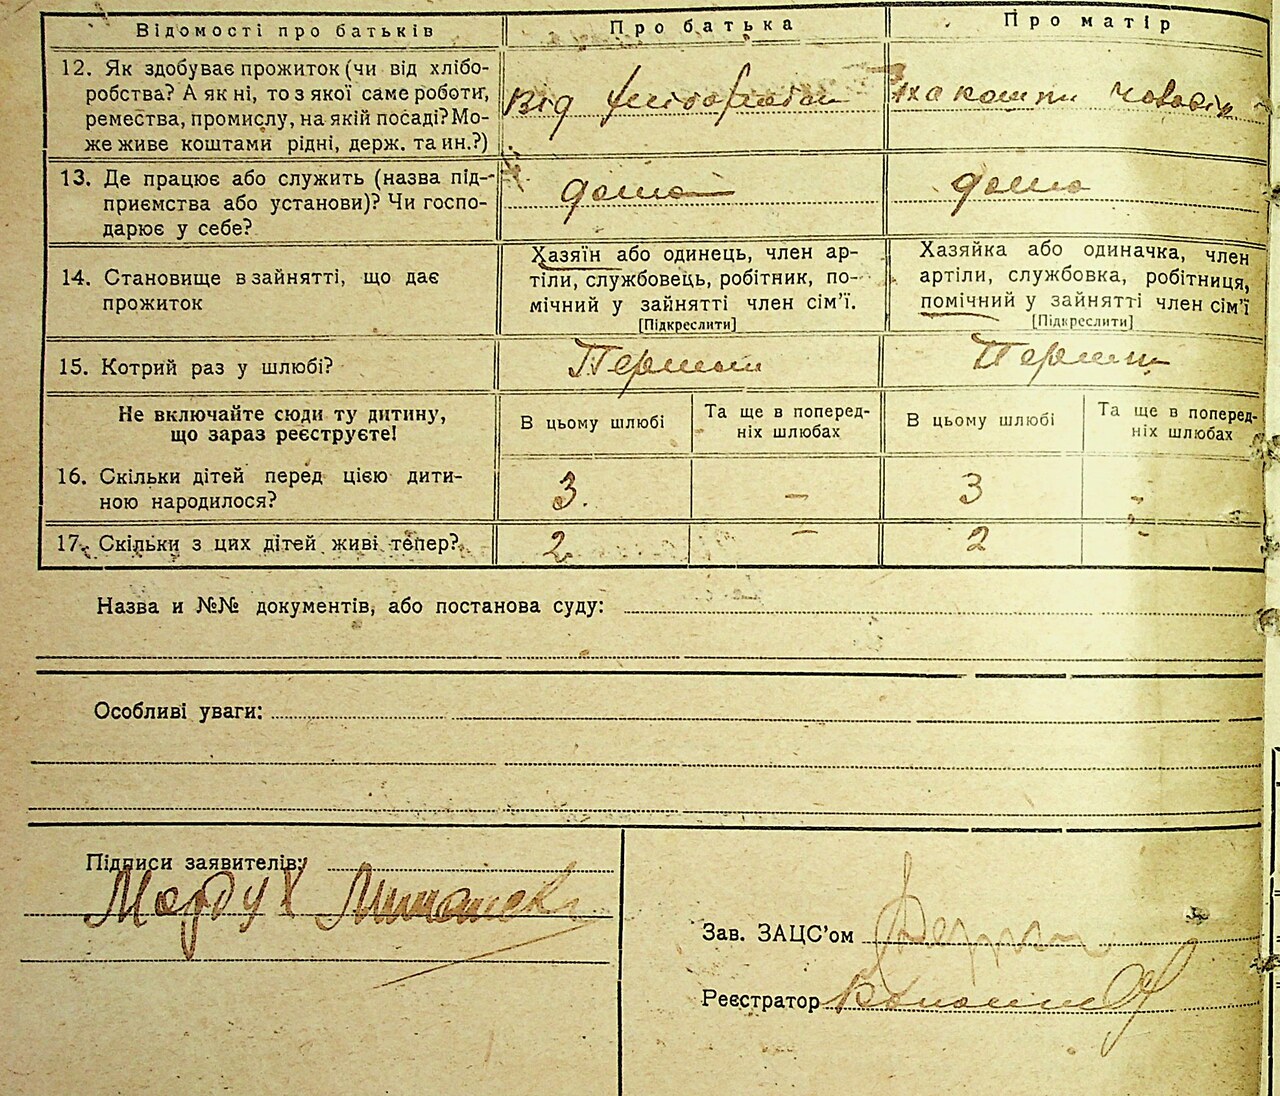 Відомості про батьків Про батька Про матір
12. Як здобуває прожиток (чи від хлібо-
робства? А як ні, то з якої саме роботи,
ремества, промислу, на якій посаді? Мо-
же живе коштами рідні, держ. та ин.?)
Від
13. Де працює або служить (назва під-
приємства або установи)? Чи госпо-
дарює у себе?
дома дома
14. Становище в зайнятті, що дає
прожиток
Хазяїн або одинець, член ар-
тіли, службовець, робітник, по-
мічний у зайнятті член сім’ї.
[Підкреслити]
Хазяйка або одиначка, член
артіли, службовка, робітниця,
помічний у зайнятті член сім’ї
[Підкреслити]
15. Котрий раз у шлюбі?
Не включайте сюди ту дитину,
що зараз реєструєте!
В цьому шлюбі
Та ще в поперед-
ніх шлюбах
В цьому шлюбі
Та ще в поперед-
ніх шлюбах
16. Скільки дітей перед цією дити-
ною народилося?
3. – 3 -
17. Скільки з цих дітей живі тепер? 2 – 2 -
Назва и №№ документів, або постанова суду:
Особливі уваги:
Підписи заявителів:
Мордух
Зав. ЗАЦС’ом
Реєстратор